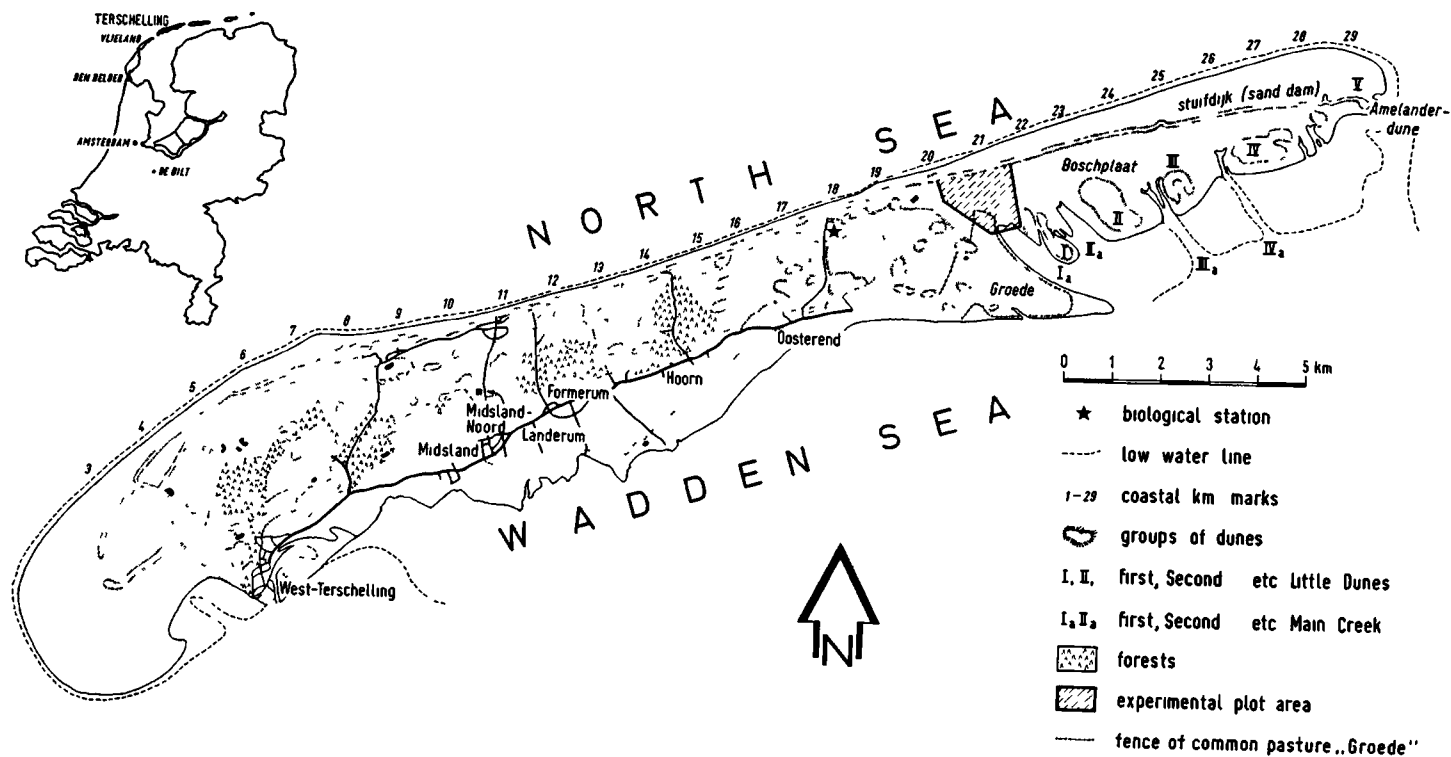 TERSCHELLING
VLIJELAND
DEN HELDER
AMSTERDAM
DE BILT
NORTH SEA
3
4
5
6
7
8
9
10
11
12
13
14
15
16
17
18
19
20
21
22
23
24
25
26
27
28
29
stuifdijk (sand dam)
V
Amelander-
dune
Boschplaat
IV
III
II
I
Iₐ
IIₐ
IIIₐ
IVₐ
Groede
Oosterend
Hoorn
Formerum
Midsland-
Noord
Landerum
Midsland
West-Terschelling
WADDEN SEA
N
0 1 2 3 4 5 km
biological station
low water line
1-29 coastal km marks
groups of dunes
I, II, first, Second etc Little Dunes
Iₐ IIₐ first, Second etc Main Creek
forests
experimental plot area
fence of common pasture „Groede"